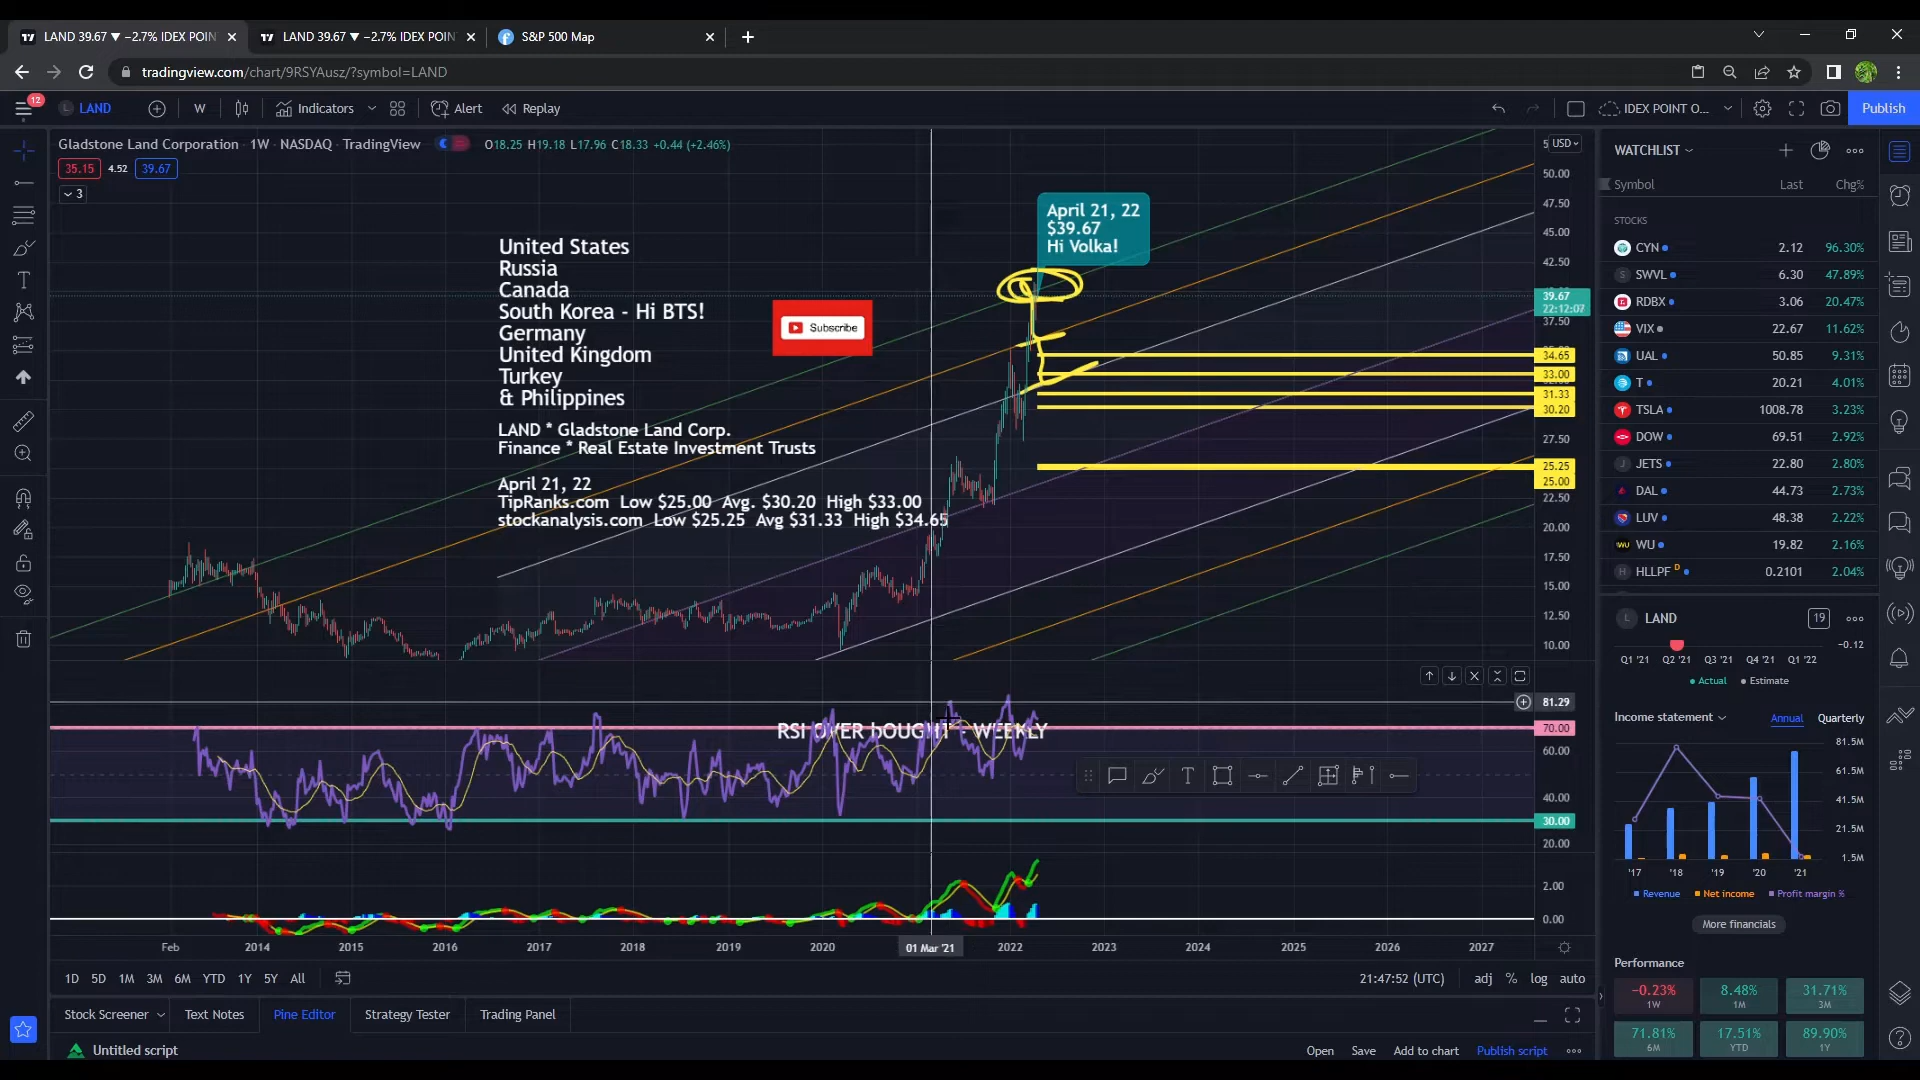 LAND 39.67 ▼ −2.7% IDEX POIN
LAND 39.67 ▼ −2.7% IDEX POIN
S&P 500 Map
tradingview.com/chart/9RSYAusz/?symbol=LAND
12
LAND
W
Indicators
Alert
Replay
IDEX POINT O...
Publish
Gladstone Land Corporation · 1W · NASDAQ · TradingView
O18.25 H19.18 L17.96 C18.33 +0.44 (+2.46%)
35.15 4.52 39.67
3
USD
50.00
47.50
45.00
42.50
39.67
22:12:07
37.50
34.65
33.00
31.33
30.20
27.50
25.25
25.00
22.50
20.00
17.50
15.00
12.50
10.00
April 21, 22
$39.67
Hi Volka!
United States
Russia
Canada
South Korea - Hi BTS!
Germany
United Kingdom
Turkey
& Philippines
Subscribe
LAND * Gladstone Land Corp.
Finance * Real Estate Investment Trusts
April 21, 22
TipRanks.com Low $25.00 Avg. $30.20 High $33.00
stockanalysis.com Low $25.25 Avg $31.33 High $34.65
RSI OVER bOUGHT - WEEKLY
81.29
70.00
60.00
40.00
30.00
20.00
2.00
0.00
Feb 2014 2015 2016 2017 2018 2019 2020 01 Mar '21 2022 2023 2024 2025 2026 2027
1D 5D 1M 3M 6M YTD 1Y 5Y All
21:47:52 (UTC) adj % log auto
Stock Screener Text Notes Pine Editor Strategy Tester Trading Panel
Untitled script
Open Save Add to chart Publish script
WATCHLIST
Symbol Last Chg%
STOCKS
CYN 2.12 96.30%
SWVL 6.30 47.89%
RDBX 3.06 20.47%
VIX 22.67 11.62%
UAL 50.85 9.31%
T 20.21 4.01%
TSLA 1008.78 3.23%
DOW 69.51 2.92%
JETS 22.80 2.80%
DAL 44.73 2.73%
LUV 48.38 2.22%
WU 19.82 2.16%
HLLPF D 0.2101 2.04%
LAND
19
−0.12
Q1 '21 Q2 '21 Q3 '21 Q4 '21 Q1 '22
Actual Estimate
Income statement Annual Quarterly
81.5M
61.5M
41.5M
21.5M
1.5M
'17 '18 '19 '20 '21
Revenue Net income Profit margin %
More financials
Performance
−0.23% 8.48% 31.71%
1W 1M 3M
71.81% 17.51% 89.90%
6M YTD 1Y